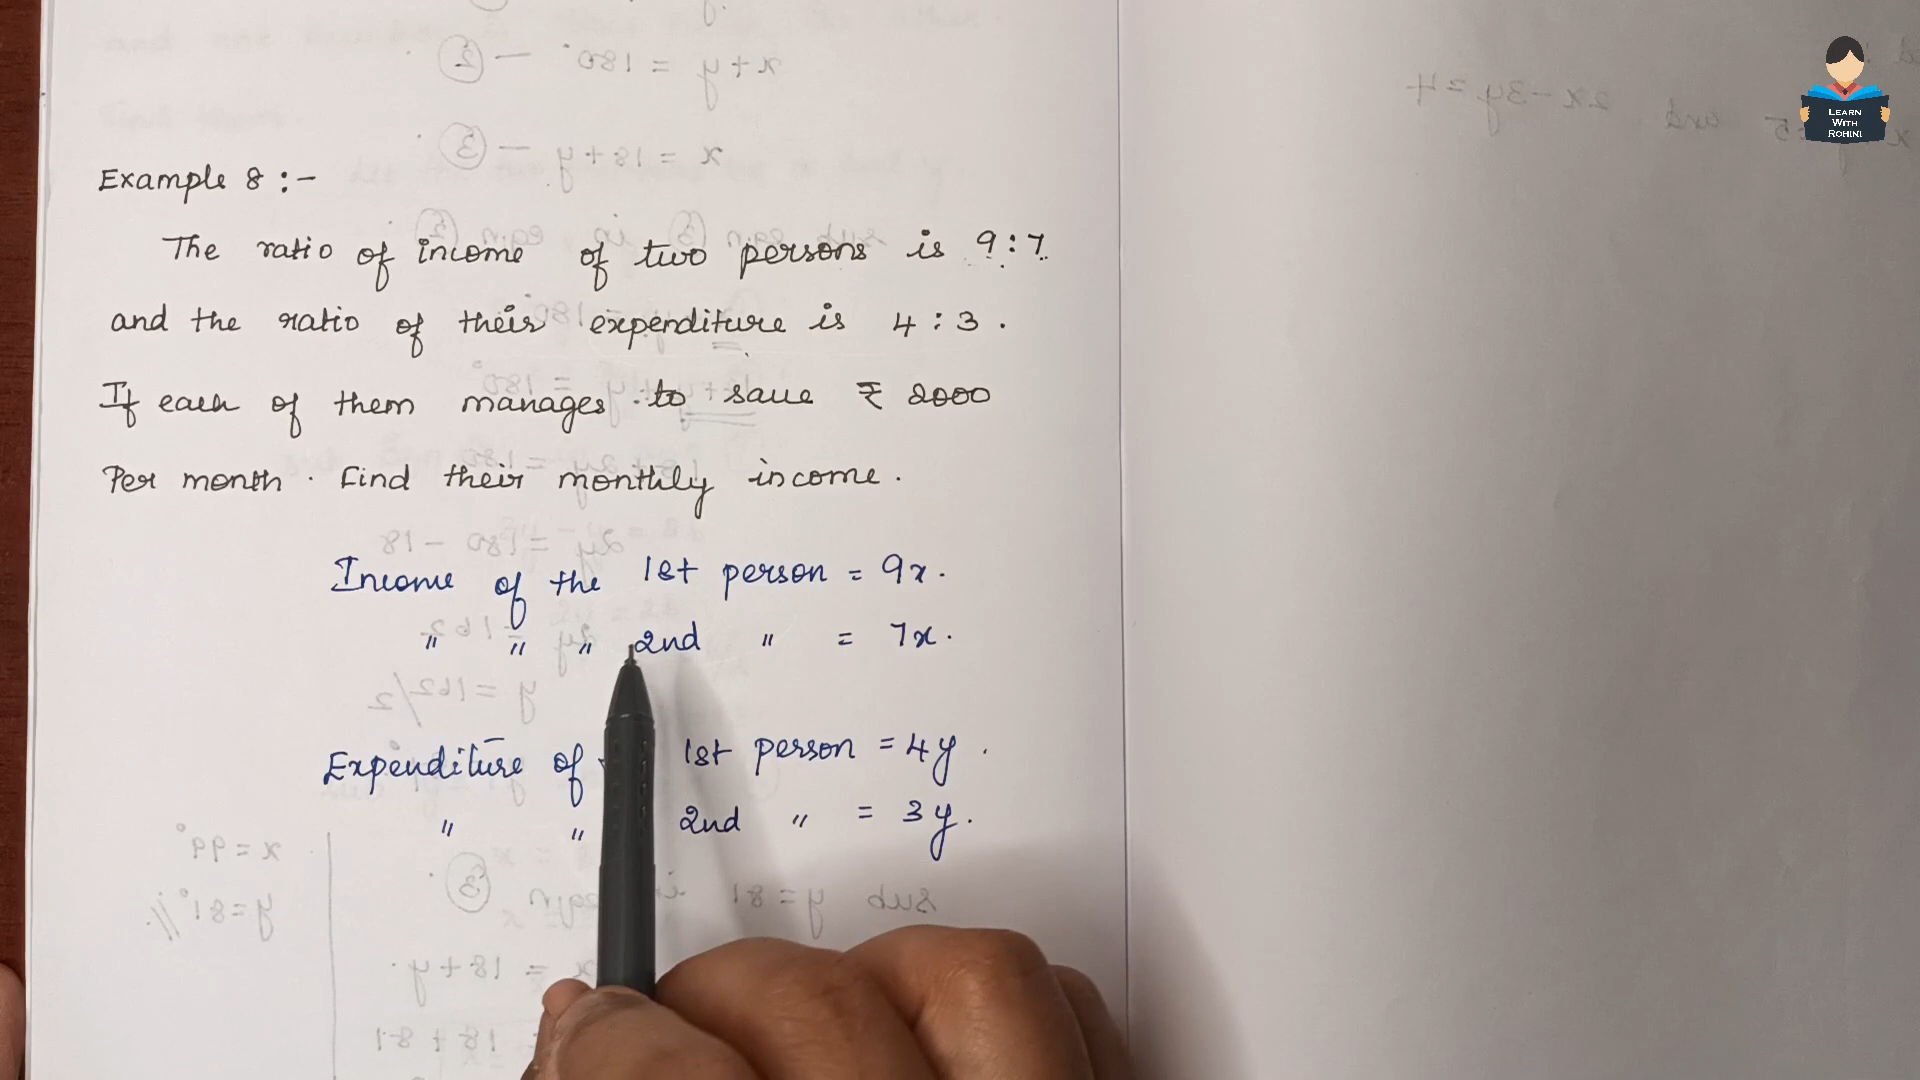 Example 8 :-
The ratio of income of two persons is 9:7
and the ratio of their expenditure is 4:3.
If each of them manages to save ₹ 2000
Per month. Find their monthly income.
Income of the 1st person = 9x.
" " " 2nd " = 7x.
Expenditure of 1st person = 4y.
" " 2nd " = 3y.
LEARN
WITH
ROHINI